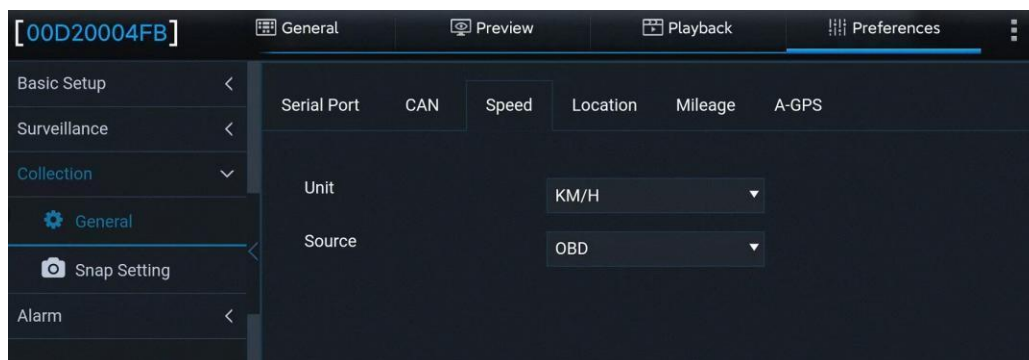 [00D20004FB]
General Preview Playback Preferences
Basic Setup
Surveillance
Collection
General
Snap Setting
Alarm
Serial Port CAN Speed Location Mileage A-GPS
Unit KM/H
Source OBD